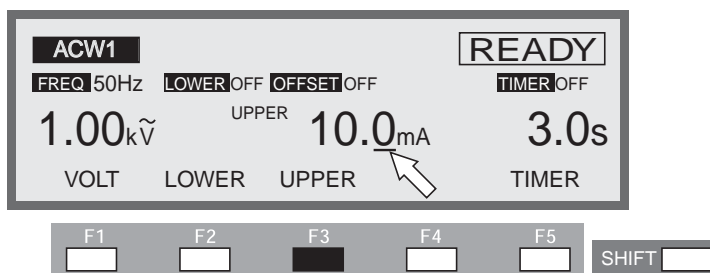 ACW1 READY
FREQ 50Hz LOWER OFF OFFSET OFF TIMER OFF
1.00kṼ UPPER 10.0mA 3.0s
VOLT LOWER UPPER TIMER
F1 F2 F3 F4 F5 SHIFT